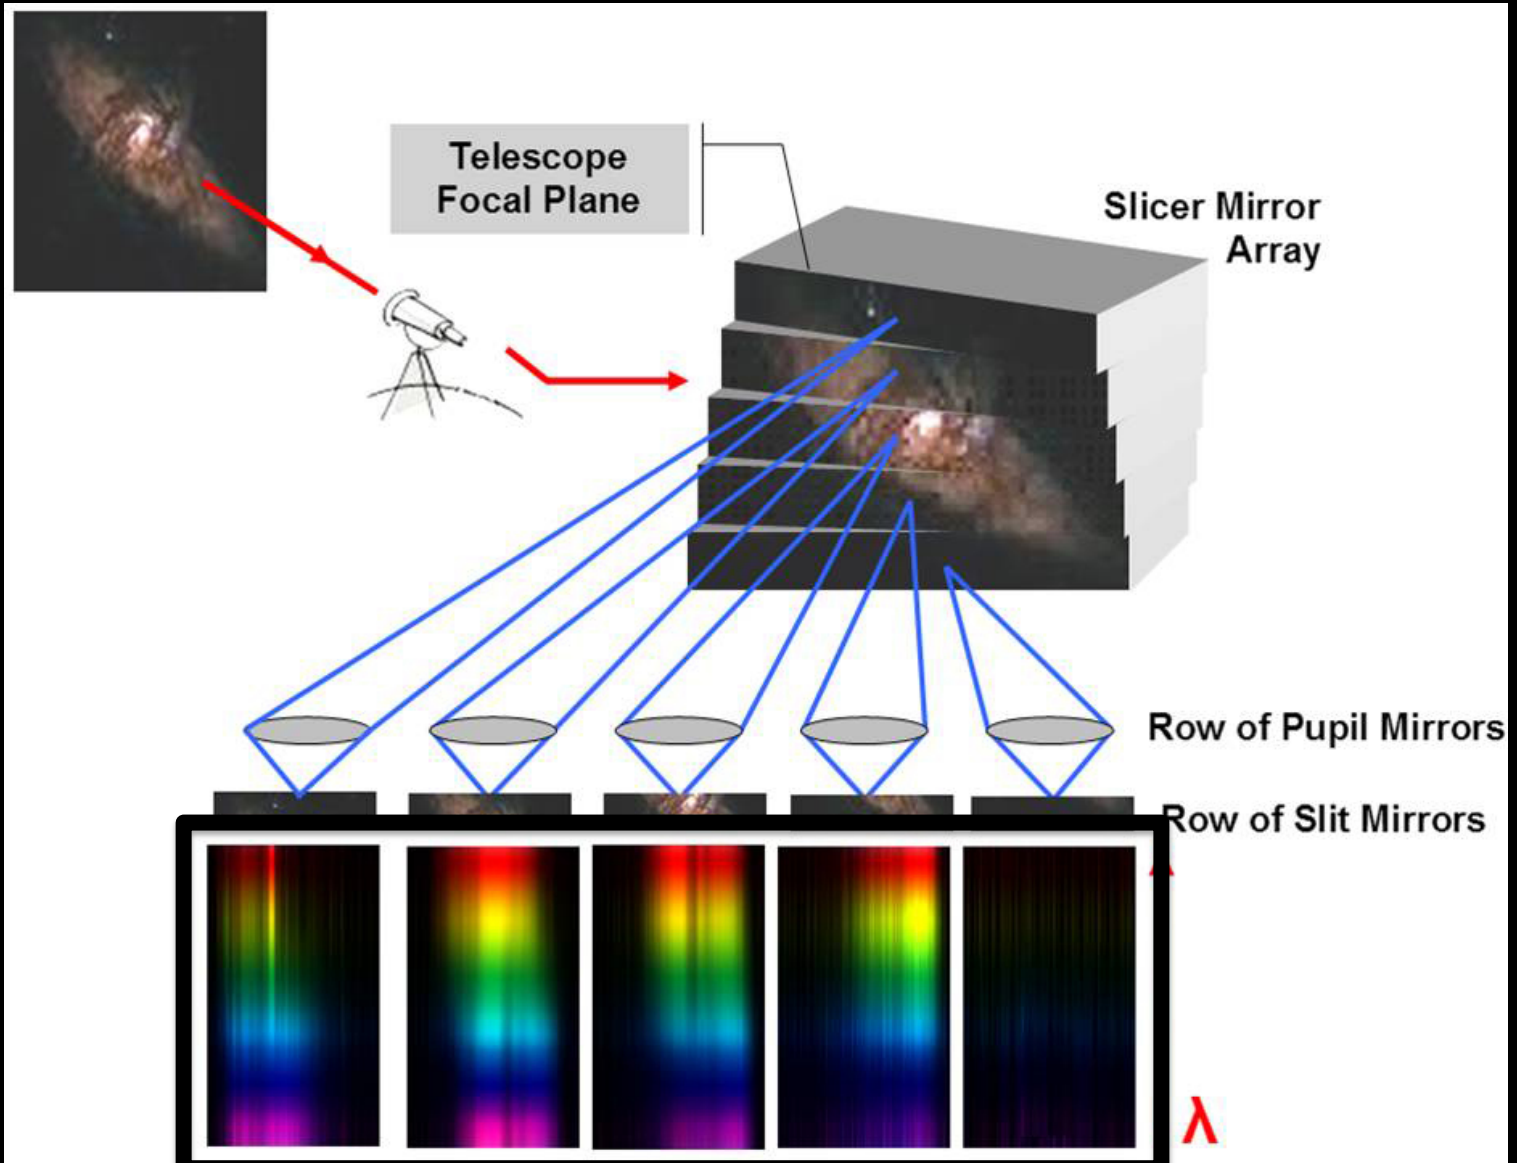 Telescope
Focal Plane
Slicer Mirror
Array
Row of Pupil Mirrors
Row of Slit Mirrors
λ